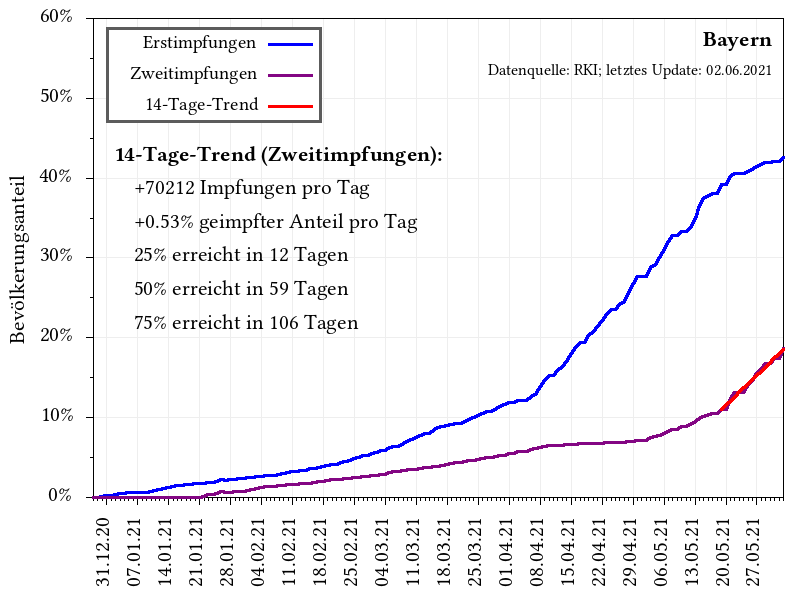 60%
50%
40%
30%
20%
10%
0%
Bevölkerungsanteil
Erstimpfungen
Zweitimpfungen
14-Tage-Trend
Bayern
Datenquelle: RKI; letztes Update: 02.06.2021
14-Tage-Trend (Zweitimpfungen):
+70212 Impfungen pro Tag
+0.53% geimpfter Anteil pro Tag
25% erreicht in 12 Tagen
50% erreicht in 59 Tagen
75% erreicht in 106 Tagen
31.12.20
07.01.21
14.01.21
21.01.21
28.01.21
04.02.21
11.02.21
18.02.21
25.02.21
04.03.21
11.03.21
18.03.21
25.03.21
01.04.21
08.04.21
15.04.21
22.04.21
29.04.21
06.05.21
13.05.21
20.05.21
27.05.21